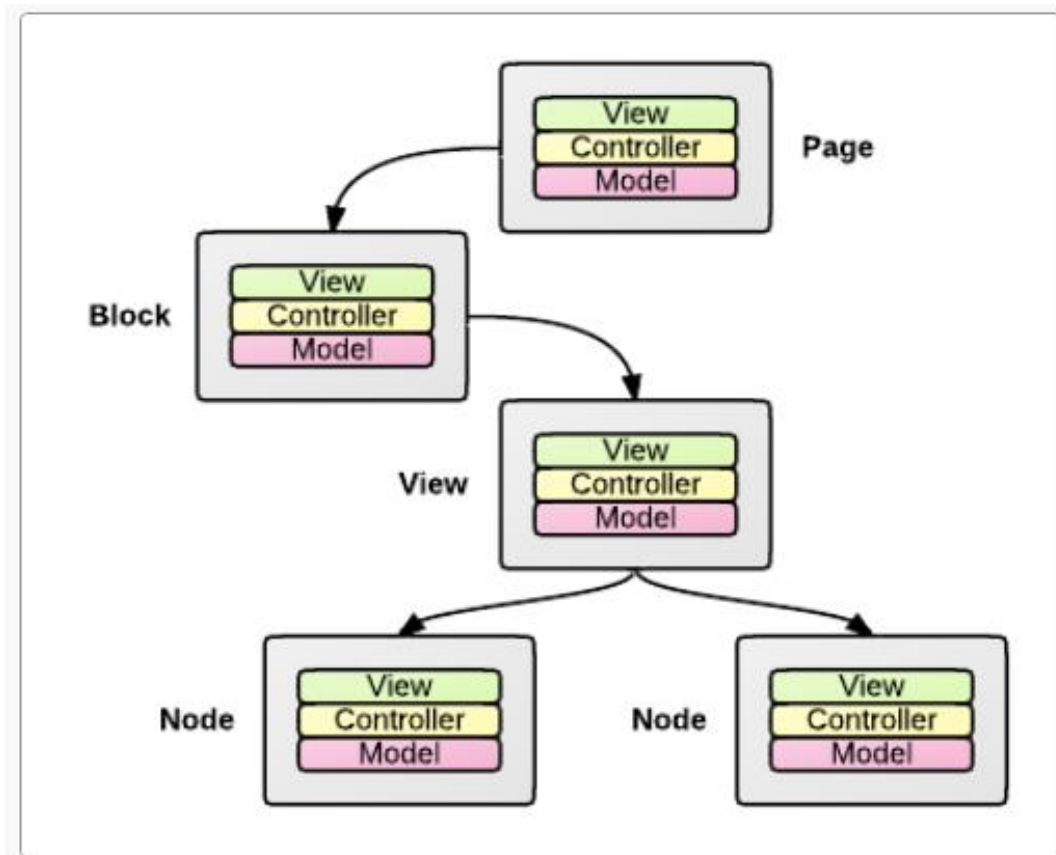 View
Controller
Model
Page
Block
View
Controller
Model
View
View
Controller
Model
Node
View
Controller
Model
Node
View
Controller
Model